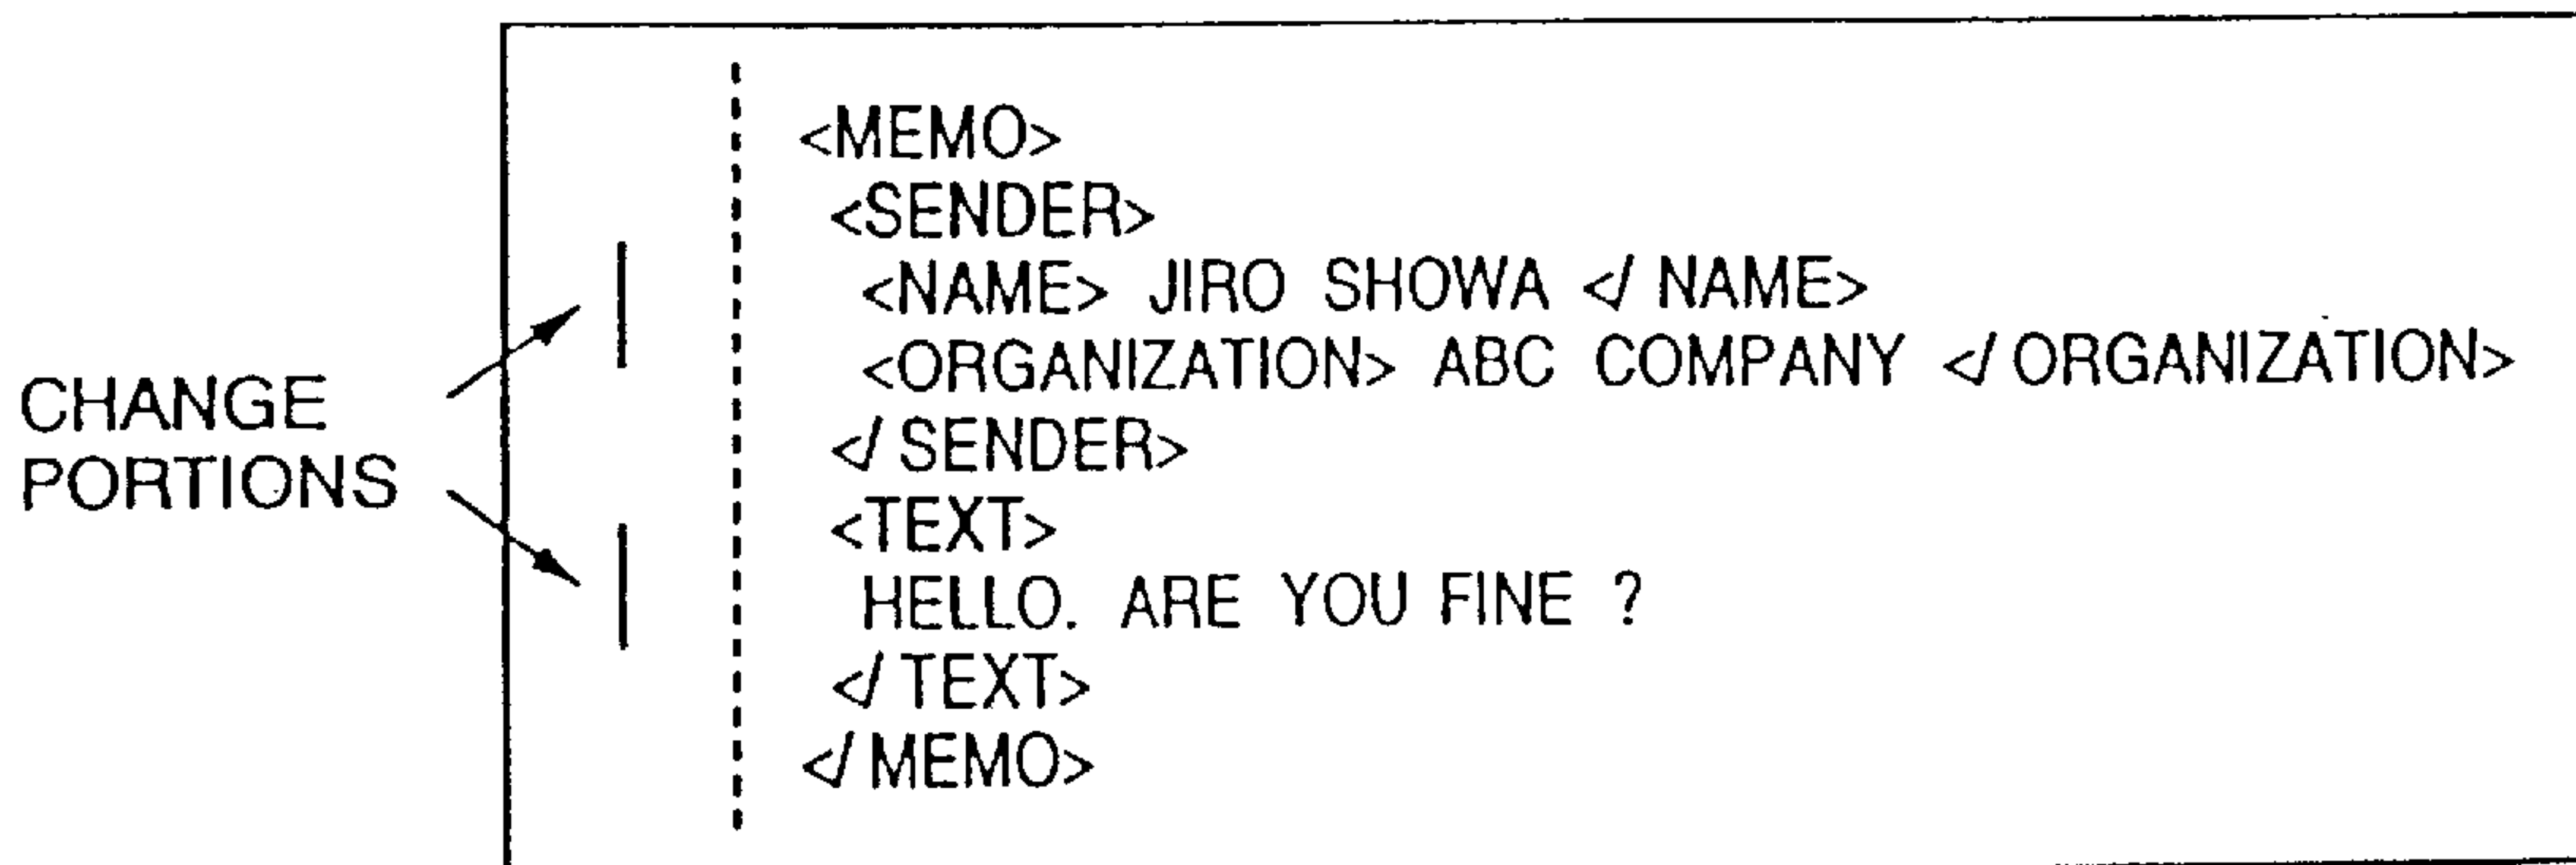 CHANGE
PORTIONS
<MEMO>
<SENDER>
<NAME> JIRO SHOWA </ NAME>
<ORGANIZATION> ABC COMPANY </ ORGANIZATION>
</ SENDER>
<TEXT>
HELLO. ARE YOU FINE ?
</ TEXT>
</ MEMO>